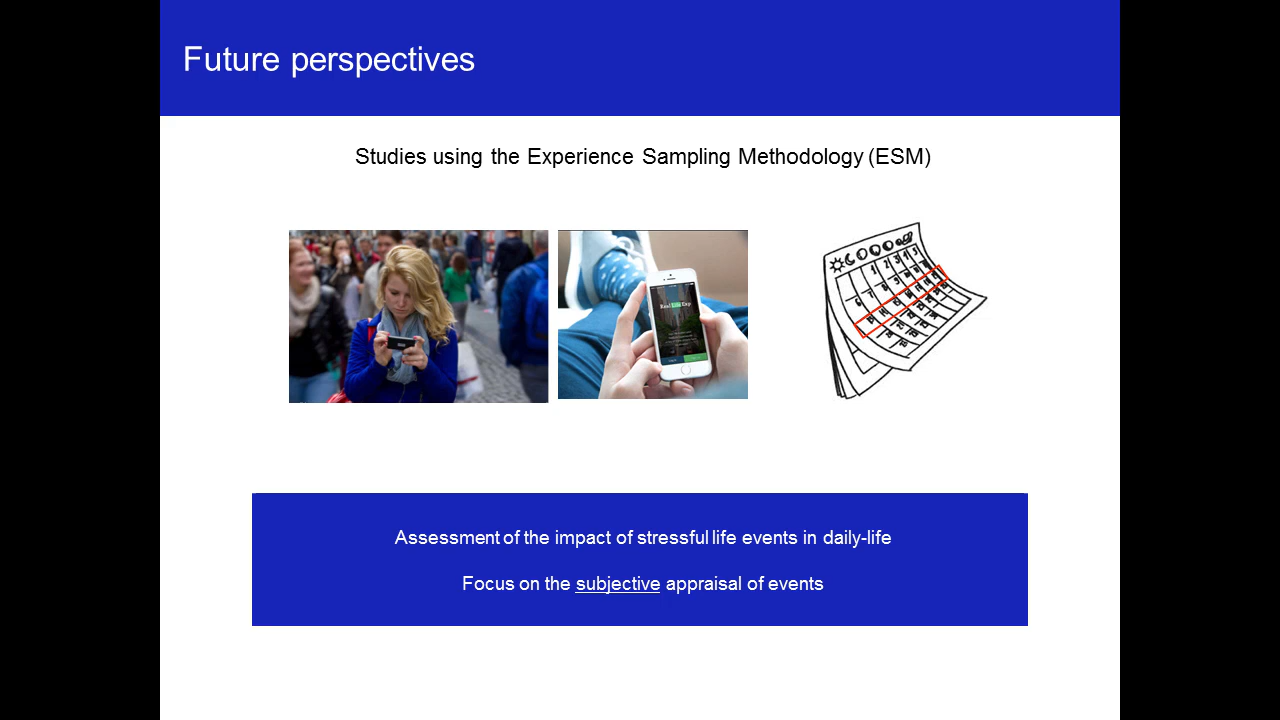 Future perspectives
Studies using the Experience Sampling Methodology (ESM)
Assessment of the impact of stressful life events in daily-life
Focus on the subjective appraisal of events